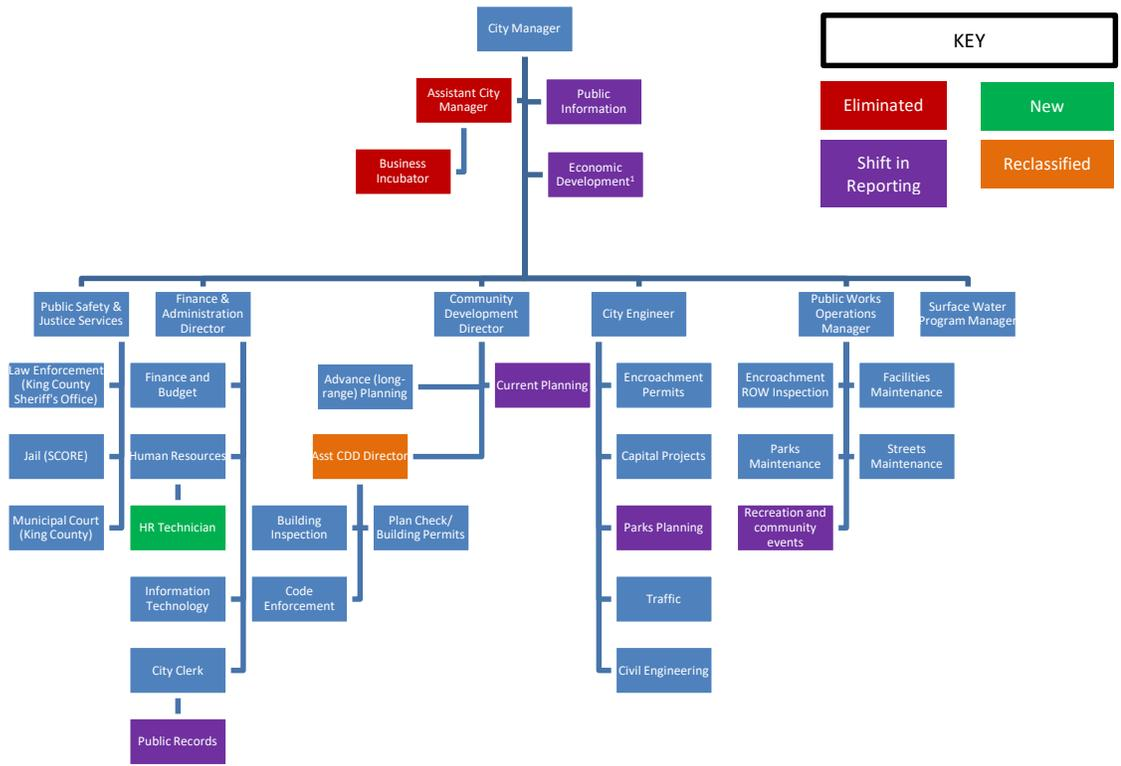 City Manager
KEY
Assistant City
Manager
Public
Information
Eliminated
New
Business
Incubator
Economic
Development¹
Shift in
Reporting
Reclassified
Public Safety &
Justice Services
Finance &
Administration
Director
Community
Development
Director
City Engineer
Public Works
Operations
Manager
Surface Water
Program Manager
Law Enforcement
(King County
Sheriff's Office)
Finance and
Budget
Advance (long-
range) Planning
Current Planning
Encroachment
Permits
Encroachment
ROW Inspection
Facilities
Maintenance
Jail (SCORE)
Human Resources
Asst CDD Director
Capital Projects
Parks
Maintenance
Streets
Maintenance
Municipal Court
(King County)
HR Technician
Building
Inspection
Plan Check/
Building Permits
Parks Planning
Recreation and
community
events
Information
Technology
Code
Enforcement
Traffic
City Clerk
Civil Engineering
Public Records